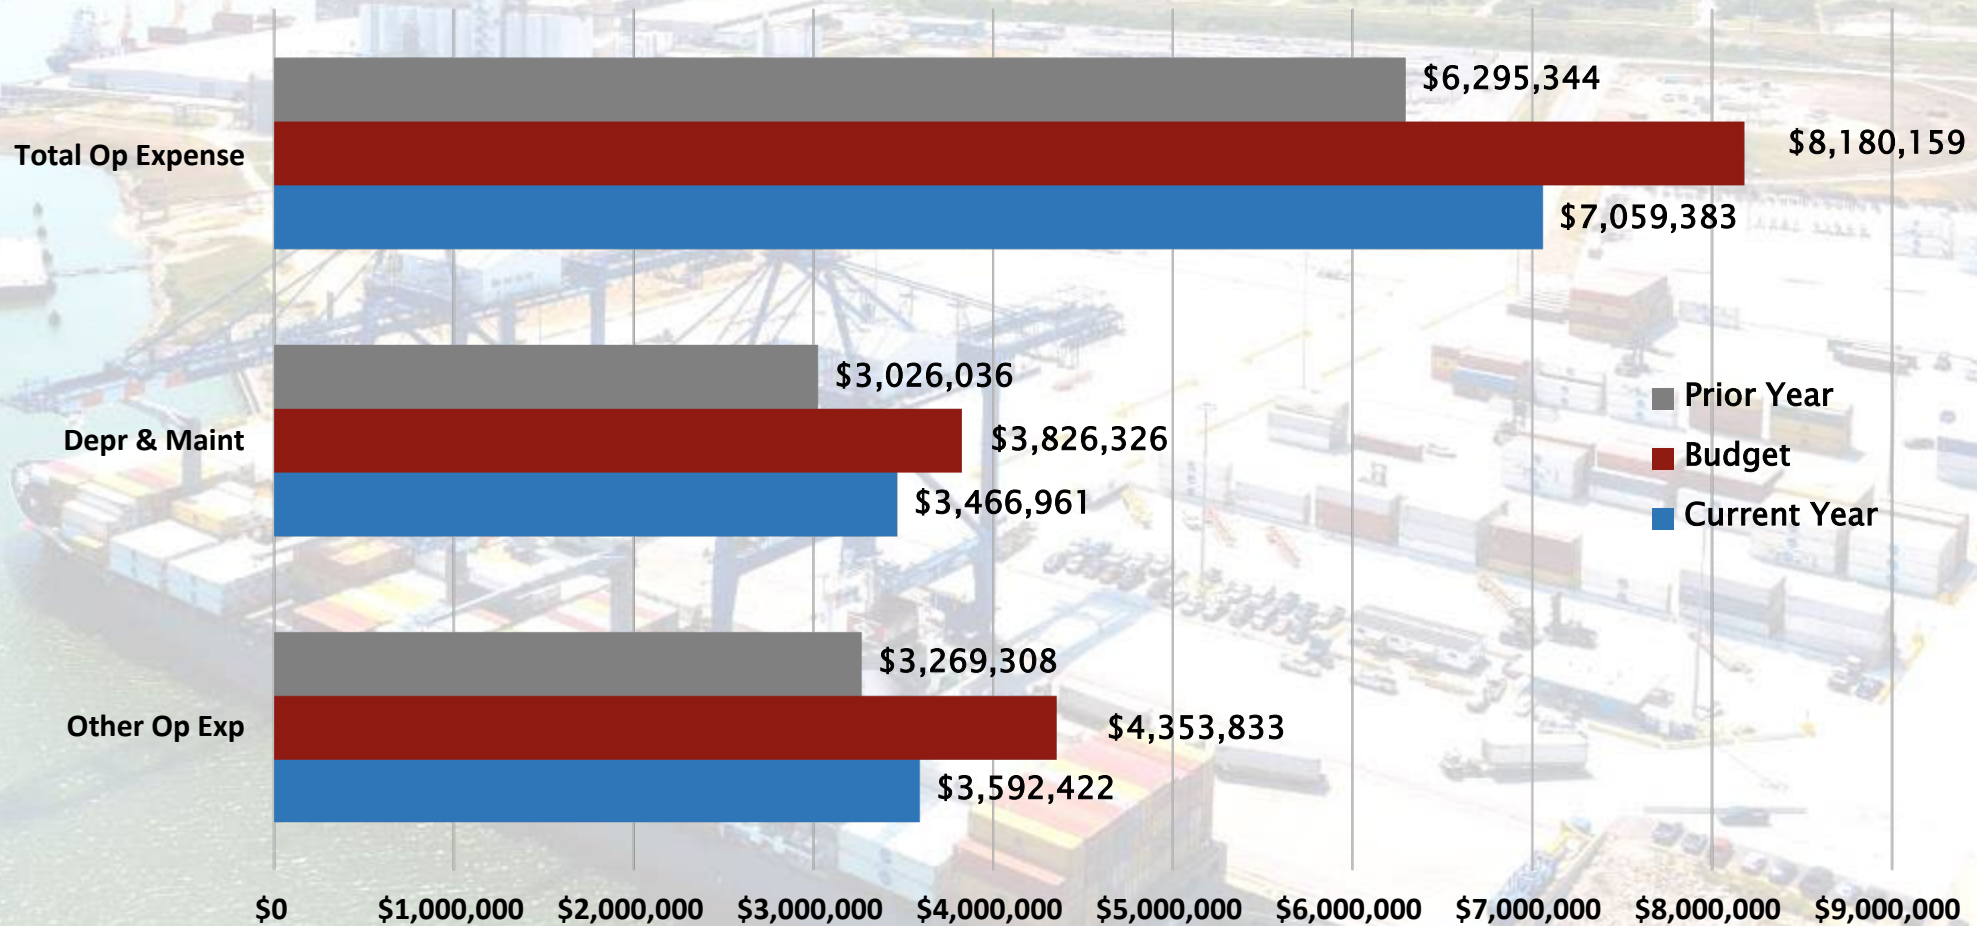 $6,295,344
Total Op Expense
$8,180,159
$7,059,383
$3,026,036
Depr & Maint
$3,826,326
$3,466,961
Prior Year
Budget
Current Year
$3,269,308
Other Op Exp
$4,353,833
$3,592,422
$0 $1,000,000 $2,000,000 $3,000,000 $4,000,000 $5,000,000 $6,000,000 $7,000,000 $8,000,000 $9,000,000